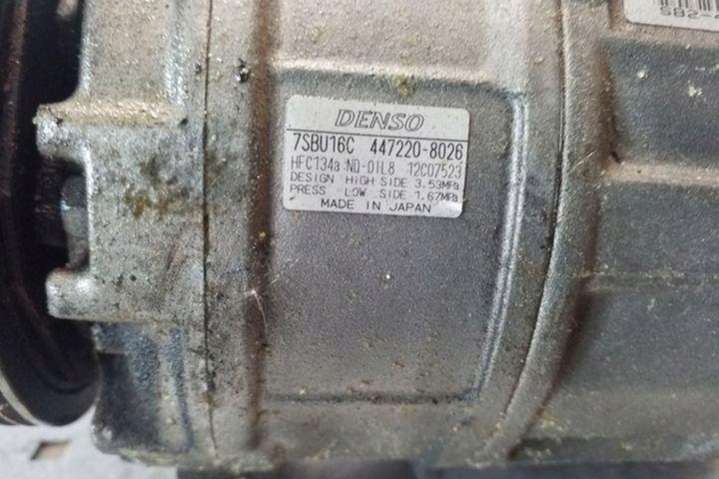 SB2-
DENSO
7SBU16C 447220-8026
HFC134a ND-OIL8 12C07523
DESIGN HIGH SIDE 3.53MPa
PRESS LOW SIDE 1.67MPa
MADE IN JAPAN